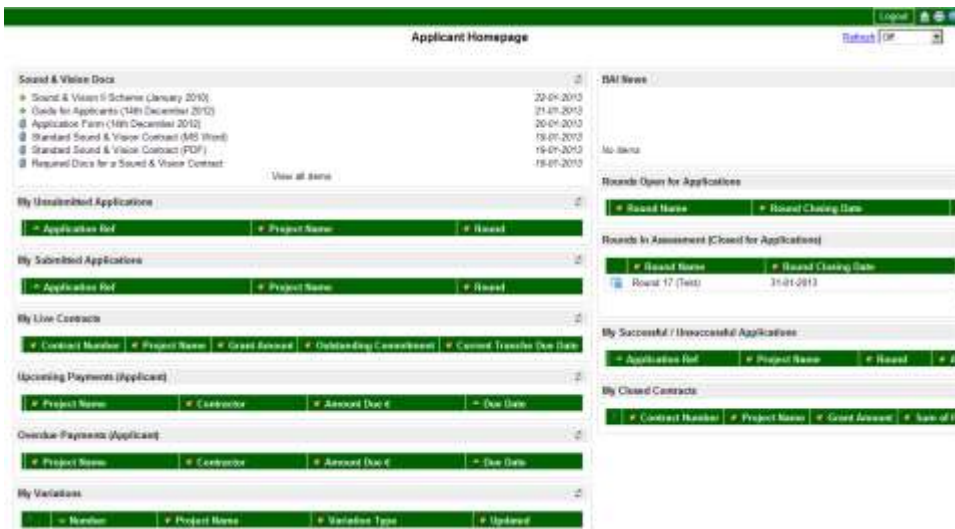 Logout
Applicant Homepage
Refresh Off
Sound & Vision Docs
Sound & Vision II Scheme (January 2010) 22-01-2013
Guide for Applicants (14th December 2012) 21-01-2013
Application Form (14th December 2012) 20-01-2013
Standard Sound & Vision Contract (MS Word) 19-01-2013
Standard Sound & Vision Contract (PDF) 19-01-2013
Required Docs for a Sound & Vision Contract 18-01-2013
View all items
My Unsubmitted Applications
Application Ref Project Name Round
My Submitted Applications
Application Ref Project Name Round
My Live Contracts
Contract Number Project Name Grant Amount Outstanding Commitment Current Transfer Due Date
Upcoming Payments (Applicant)
Project Name Contractor Amount Due € Due Date
Overdue Payments (Applicant)
Project Name Contractor Amount Due € Due Date
My Variations
Number Project Name Variation Type Updated
BAI News
No items
Rounds Open for Applications
Round Name Round Closing Date
Rounds In Assessment (Closed for Applications)
Round Name Round Closing Date
Round 17 (Test) 31-01-2013
My Successful / Unsuccessful Applications
Application Ref Project Name Round
My Closed Contracts
Contract Number Project Name Grant Amount Sum of